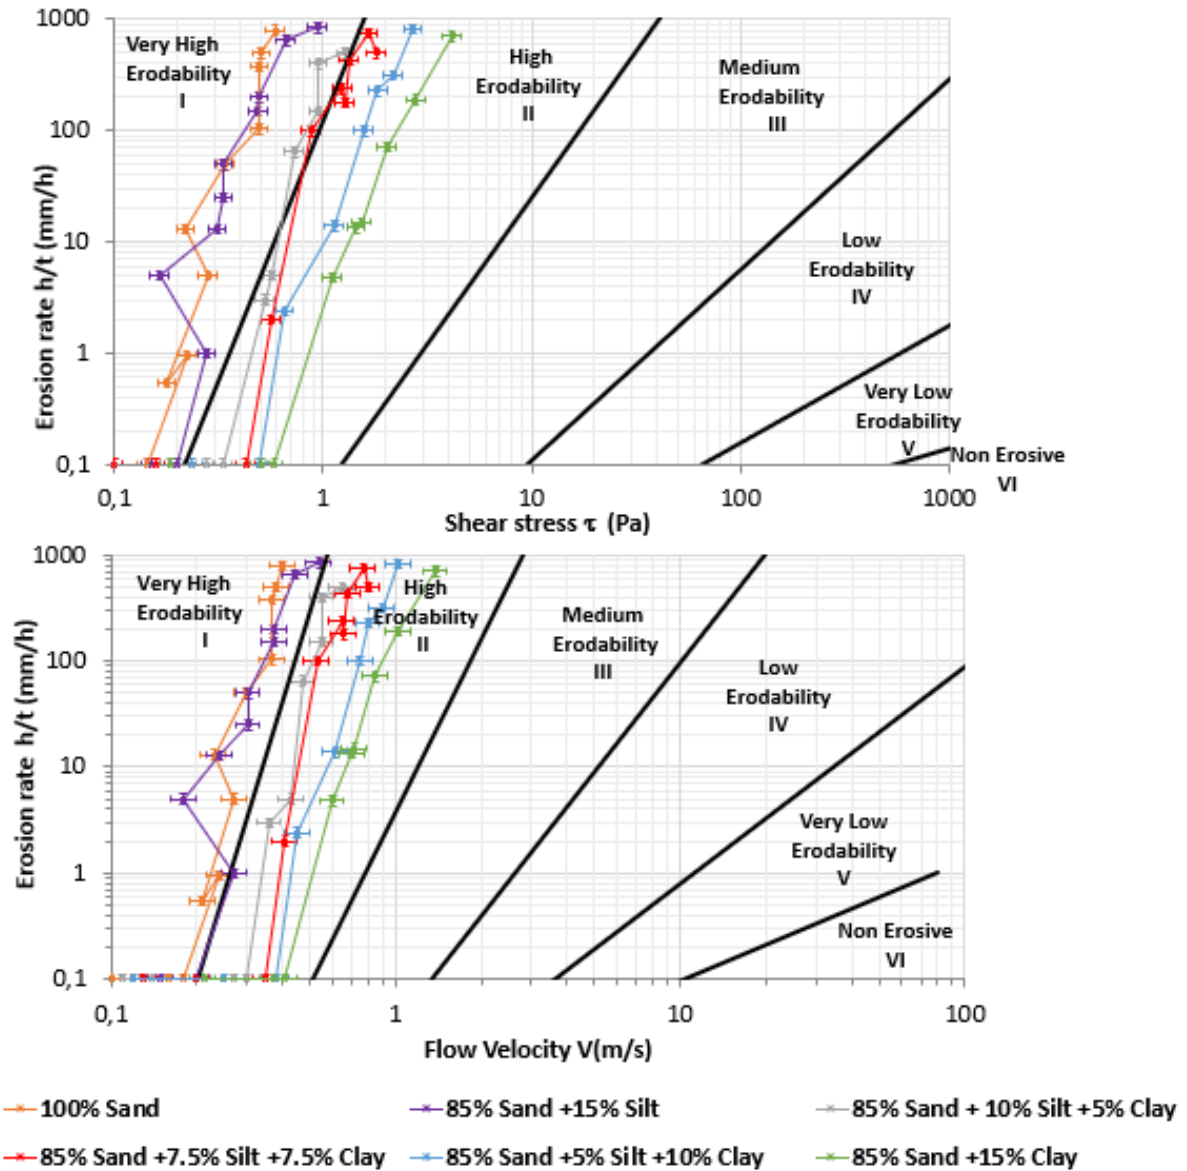 1000
100
10
1
0,1
Erosion rate h/t (mm/h)
Very High
Erodability
I
High
Erodability
II
Medium
Erodability
III
Low
Erodability
IV
Very Low
Erodability
V
Non Erosive
VI
0,1 1 10 100 1000
Shear stress τ (Pa)
1000
100
10
1
0,1
Erosion rate h/t (mm/h)
Very High
Erodability
I
High
Erodability
II
Medium
Erodability
III
Low
Erodability
IV
Very Low
Erodability
V
Non Erosive
VI
0,1 1 10 100
Flow Velocity V(m/s)
100% Sand 85% Sand +15% Silt 85% Sand + 10% Silt +5% Clay
85% Sand +7.5% Silt +7.5% Clay 85% Sand +5% Silt +10% Clay 85% Sand +15% Clay